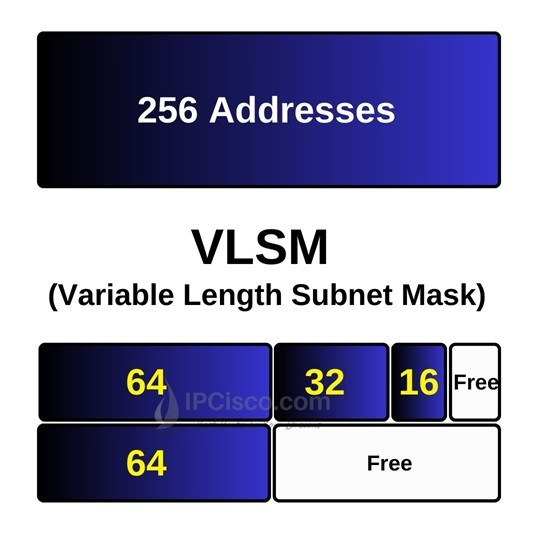 256 Addresses
VLSM
(Variable Length Subnet Mask)
64
32
16
Free
IPCisco.com
64
Free